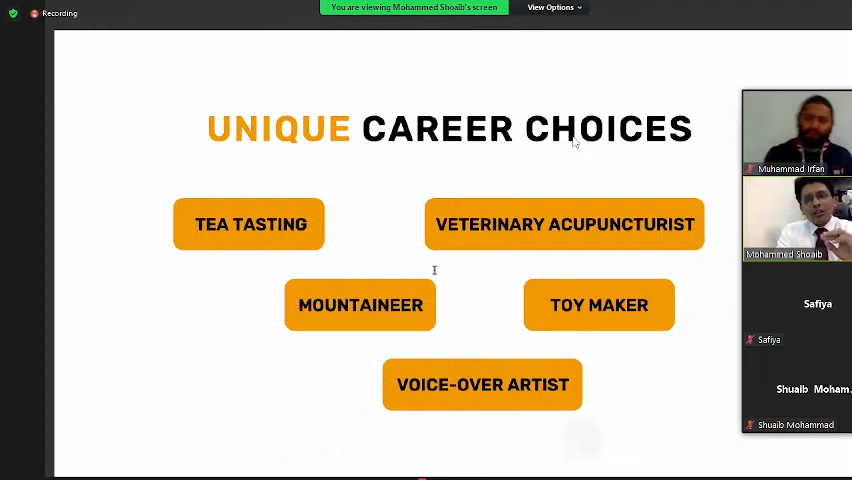 Recording
You are viewing Mohammed Shoaib's screen
View Options
UNIQUE CAREER CHOICES
TEA TASTING
VETERINARY ACUPUNCTURIST
MOUNTAINEER
TOY MAKER
VOICE-OVER ARTIST
Muhammad Irfan
Mohammed Shoaib
Safiya
Safiya
Shuaib Moham...
Shuaib Mohammad